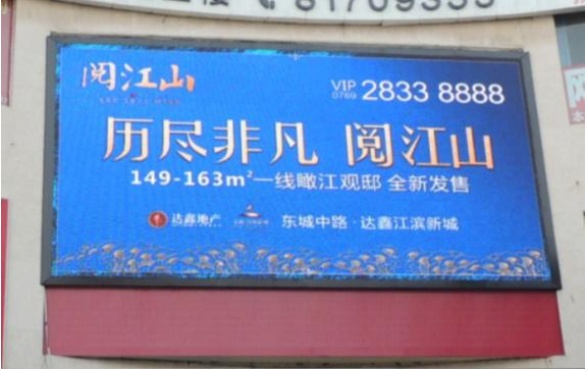 81709333
阅江山
VIP 0769 2833 8888
历尽非凡 阅江山
149-163m²一线瞰江观邸 全新发售
达鑫地产 东城中路·达鑫江滨新城